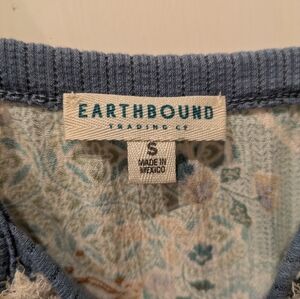 EARTHBOUND
TRADING CO
S
MADE IN
MEXICO